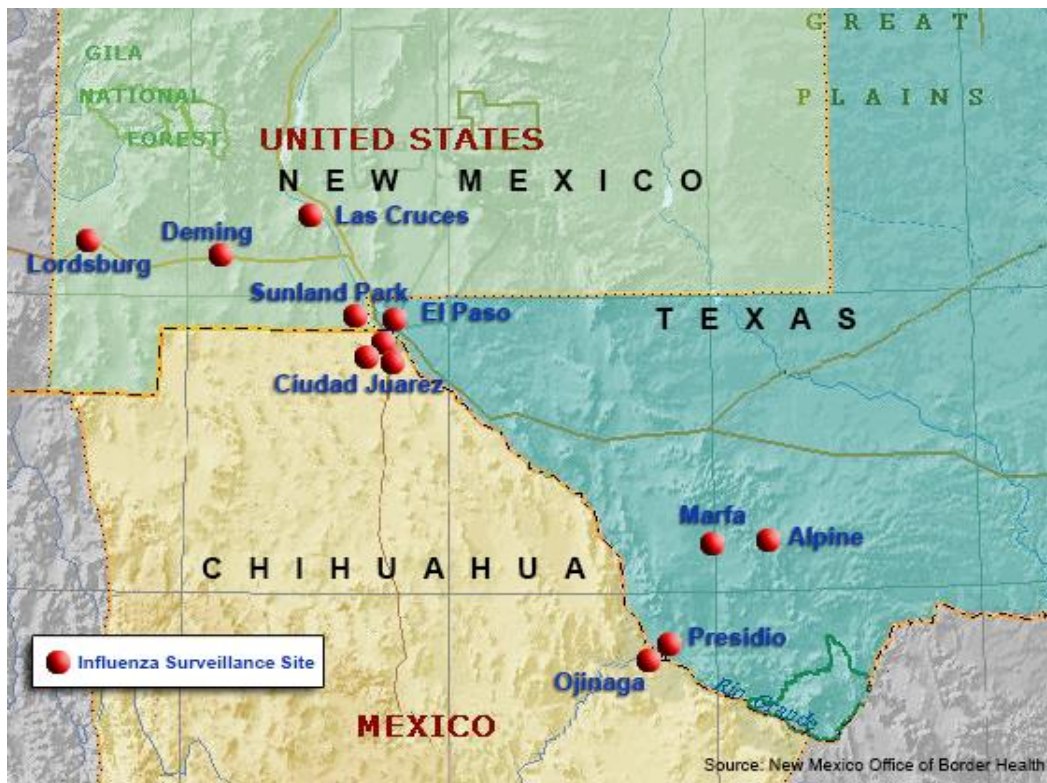 GREAT
PLAINS
GILA
NATIONAL
FOREST
UNITED STATES
NEW MEXICO
Las Cruces
Deming
Lordsburg
Sunland Park
El Paso
TEXAS
Ciudad Juarez
Marfa
Alpine
CHIHUAHUA
Presidio
Influenza Surveillance Site
Ojinaga
Rio Grande
MEXICO
Source: New Mexico Office of Border Health